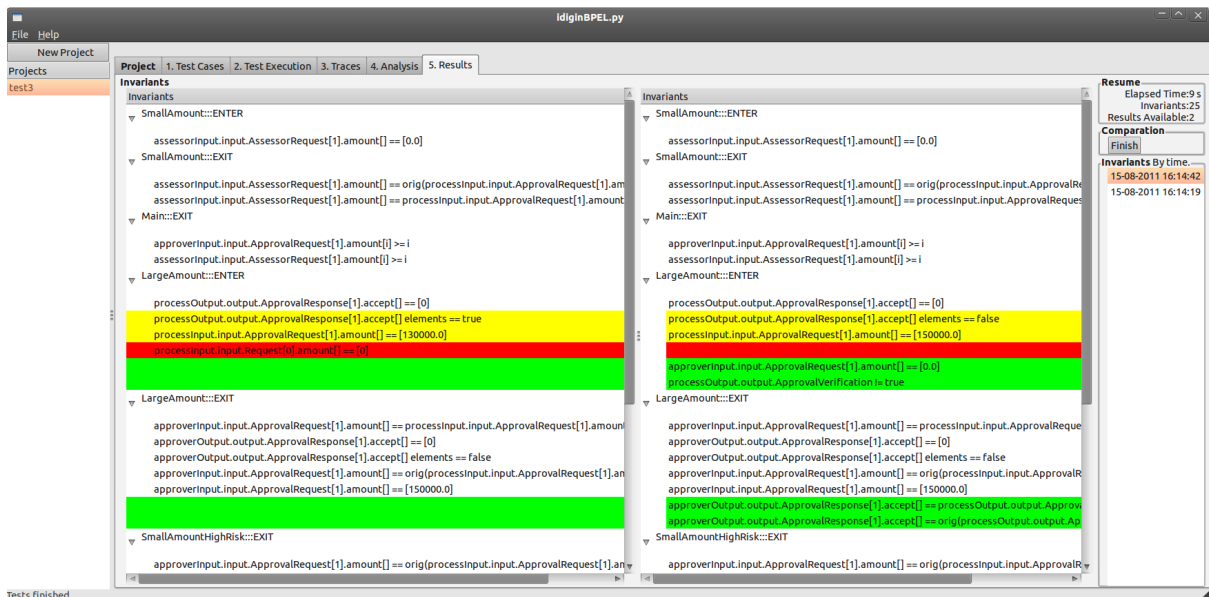 idiginBPEL.py
File Help
New Project
Projects
test3
Project 1. Test Cases 2. Test Execution 3. Traces 4. Analysis 5. Results
Invariants
Invariants
SmallAmount:::ENTER
assessorInput.input.AssessorRequest[1].amount[] == [0.0]
SmallAmount:::EXIT
assessorInput.input.AssessorRequest[1].amount[] == orig(processInput.input.ApprovalRequest[1].am
assessorInput.input.AssessorRequest[1].amount[] == processInput.input.ApprovalRequest[1].amount
Main:::EXIT
approverInput.input.ApprovalRequest[1].amount[i] >= i
assessorInput.input.AssessorRequest[1].amount[i] >= i
LargeAmount:::ENTER
processOutput.output.ApprovalResponse[1].accept[] == [0]
processOutput.output.ApprovalResponse[1].accept[] elements == true
processInput.input.ApprovalRequest[1].amount[] == [130000.0]
processInput.input.Request[0].amount[] == [0]
LargeAmount:::EXIT
approverInput.input.ApprovalRequest[1].amount[] == processInput.input.ApprovalRequest[1].amount
approverOutput.output.ApprovalResponse[1].accept[] == [0]
approverOutput.output.ApprovalResponse[1].accept[] elements == false
approverInput.input.ApprovalRequest[1].amount[] == orig(processInput.input.ApprovalRequest[1].am
approverInput.input.ApprovalRequest[1].amount[] == [150000.0]
SmallAmountHighRisk:::EXIT
approverInput.input.ApprovalRequest[1].amount[] == orig(processInput.input.ApprovalRequest[1].am
Invariants
SmallAmount:::ENTER
assessorInput.input.AssessorRequest[1].amount[] == [0.0]
SmallAmount:::EXIT
assessorInput.input.AssessorRequest[1].amount[] == orig(processInput.input.ApprovalRe
assessorInput.input.AssessorRequest[1].amount[] == processInput.input.ApprovalReques
Main:::EXIT
approverInput.input.ApprovalRequest[1].amount[i] >= i
assessorInput.input.AssessorRequest[1].amount[i] >= i
LargeAmount:::ENTER
processOutput.output.ApprovalResponse[1].accept[] == [0]
processOutput.output.ApprovalResponse[1].accept[] elements == false
processInput.input.ApprovalRequest[1].amount[] == [150000.0]
approverInput.input.ApprovalRequest[1].amount[] == [0.0]
processOutput.output.ApprovalVerification != true
LargeAmount:::EXIT
approverInput.input.ApprovalRequest[1].amount[] == processInput.input.ApprovalReque
approverOutput.output.ApprovalResponse[1].accept[] == [0]
approverOutput.output.ApprovalResponse[1].accept[] elements == false
approverInput.input.ApprovalRequest[1].amount[] == orig(processInput.input.ApprovalR
approverInput.input.ApprovalRequest[1].amount[] == [150000.0]
approverOutput.output.ApprovalResponse[1].accept[] == processOutput.output.Approva
approverOutput.output.ApprovalResponse[1].accept[] == orig(processOutput.output.Ap
SmallAmountHighRisk:::EXIT
approverInput.input.ApprovalRequest[1].amount[] == orig(processInput.input.ApprovalR
Resume
Elapsed Time:9 s
Invariants:25
Results Available:2
Comparation
Finish
Invariants By time.
15-08-2011 16:14:42
15-08-2011 16:14:19
Tests finished